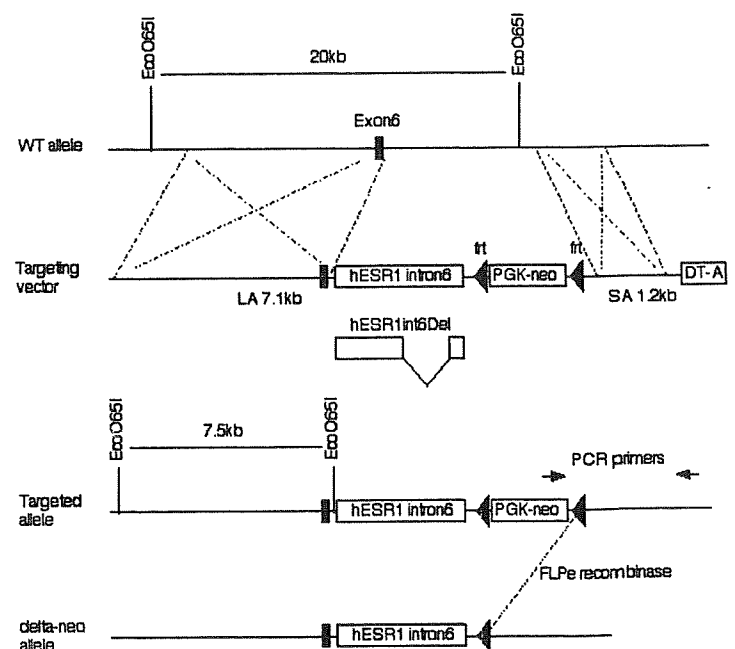 EcoO65I
20kb
EcoO65I
Exon6
WT allele
Targeting
vector
frt
frt
hESR1 intron6
PGK-neo
DT-A
LA 7.1kb
SA 1.2kb
hESR1int6Del
EcoO65I
7.5kb
EcoO65I
PCR primers
Targeted
allele
hESR1 intron6
PGK-neo
FLPe recombinase
delta-neo
allele
hESR1 intron6